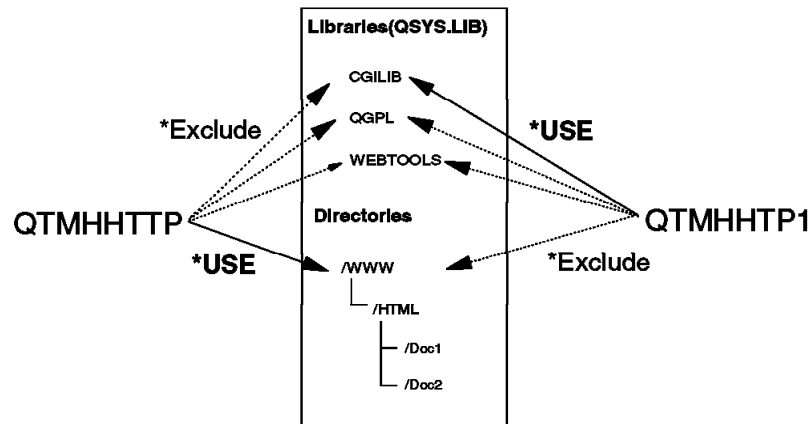 Libraries(QSYS.LIB)
CGILIB
*Exclude
QGPL
*USE
WEBTOOLS
QTMHHTTP
Directories
QTMHHTP1
*USE
/WWW
*Exclude
/HTML
/Doc1
/Doc2